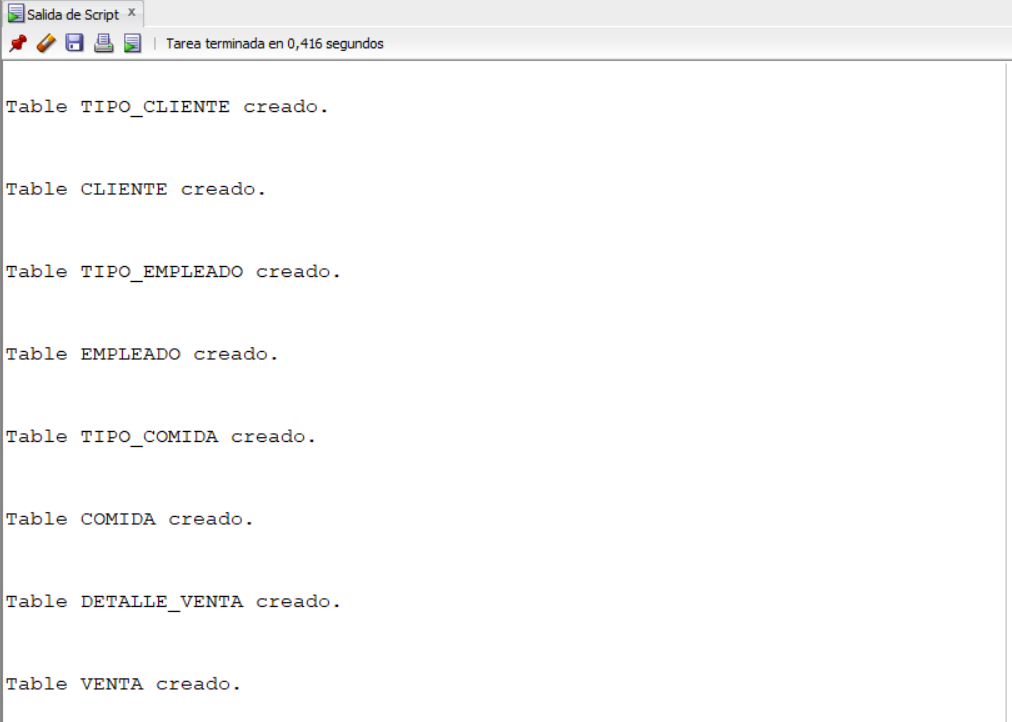 Salida de Script x
Tarea terminada en 0,416 segundos
Table TIPO_CLIENTE creado.
Table CLIENTE creado.
Table TIPO_EMPLEADO creado.
Table EMPLEADO creado.
Table TIPO_COMIDA creado.
Table COMIDA creado.
Table DETALLE_VENTA creado.
Table VENTA creado.